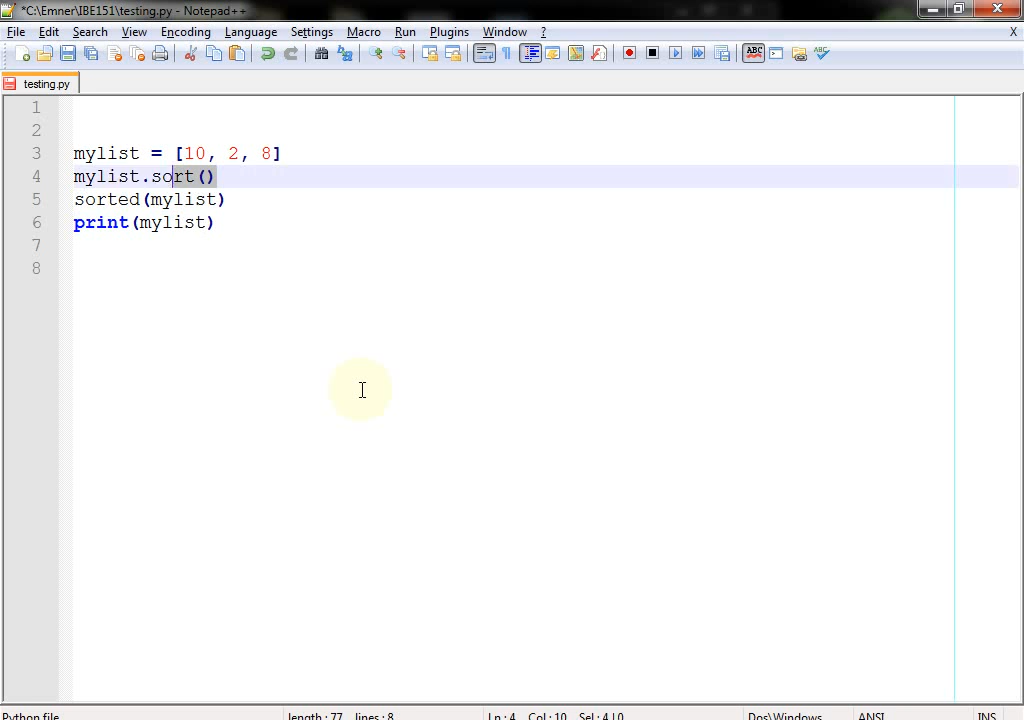 *C:\Emner\IBE151\testing.py - Notepad++
File Edit Search View Encoding Language Settings Macro Run Plugins Window ? X
ABC ABC
testing.py
1
2
3 mylist = [10, 2, 8]
4 mylist.sort()
5 sorted(mylist)
6 print(mylist)
7
8
Python file length : 77 lines : 8 Ln : 4 Col : 10 Sel : 4 | 0 Dos\Windows ANSI INS